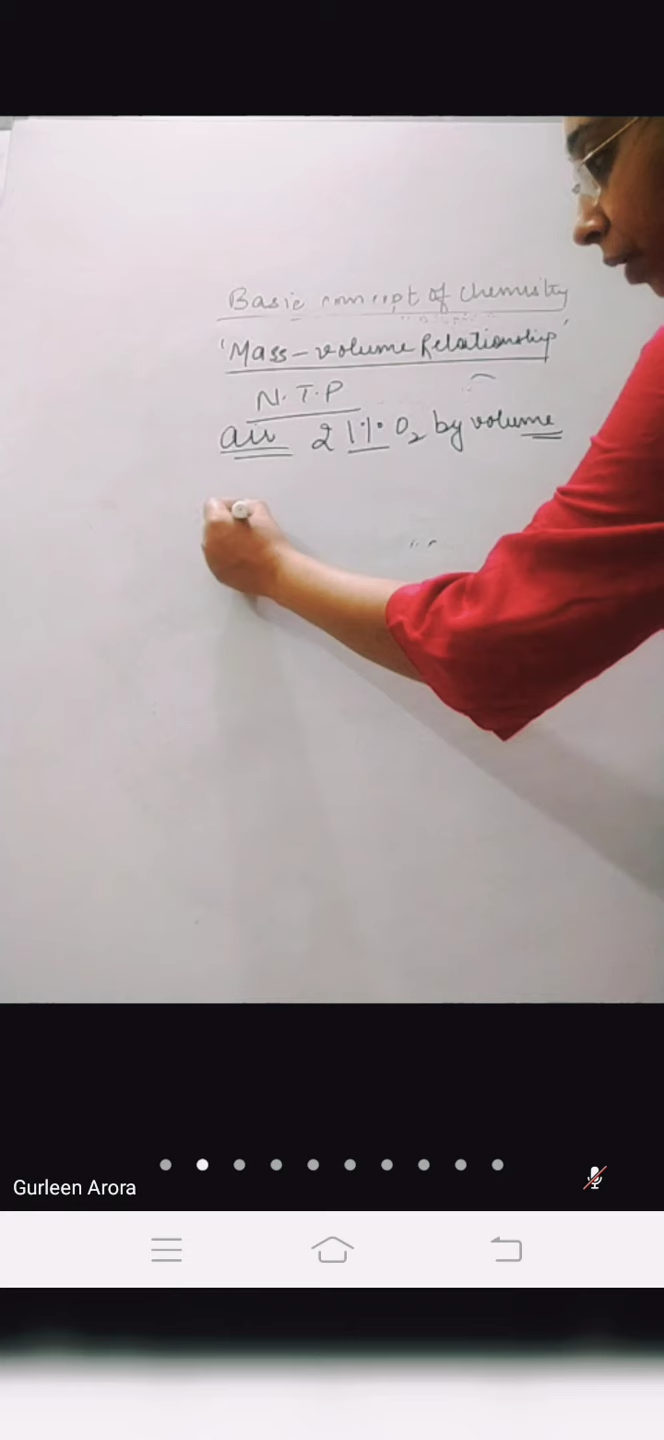 Basic concept of Chemistry
'Mass-volume Relationship'
N.T.P
air 21% O2 by volume
Gurleen Arora